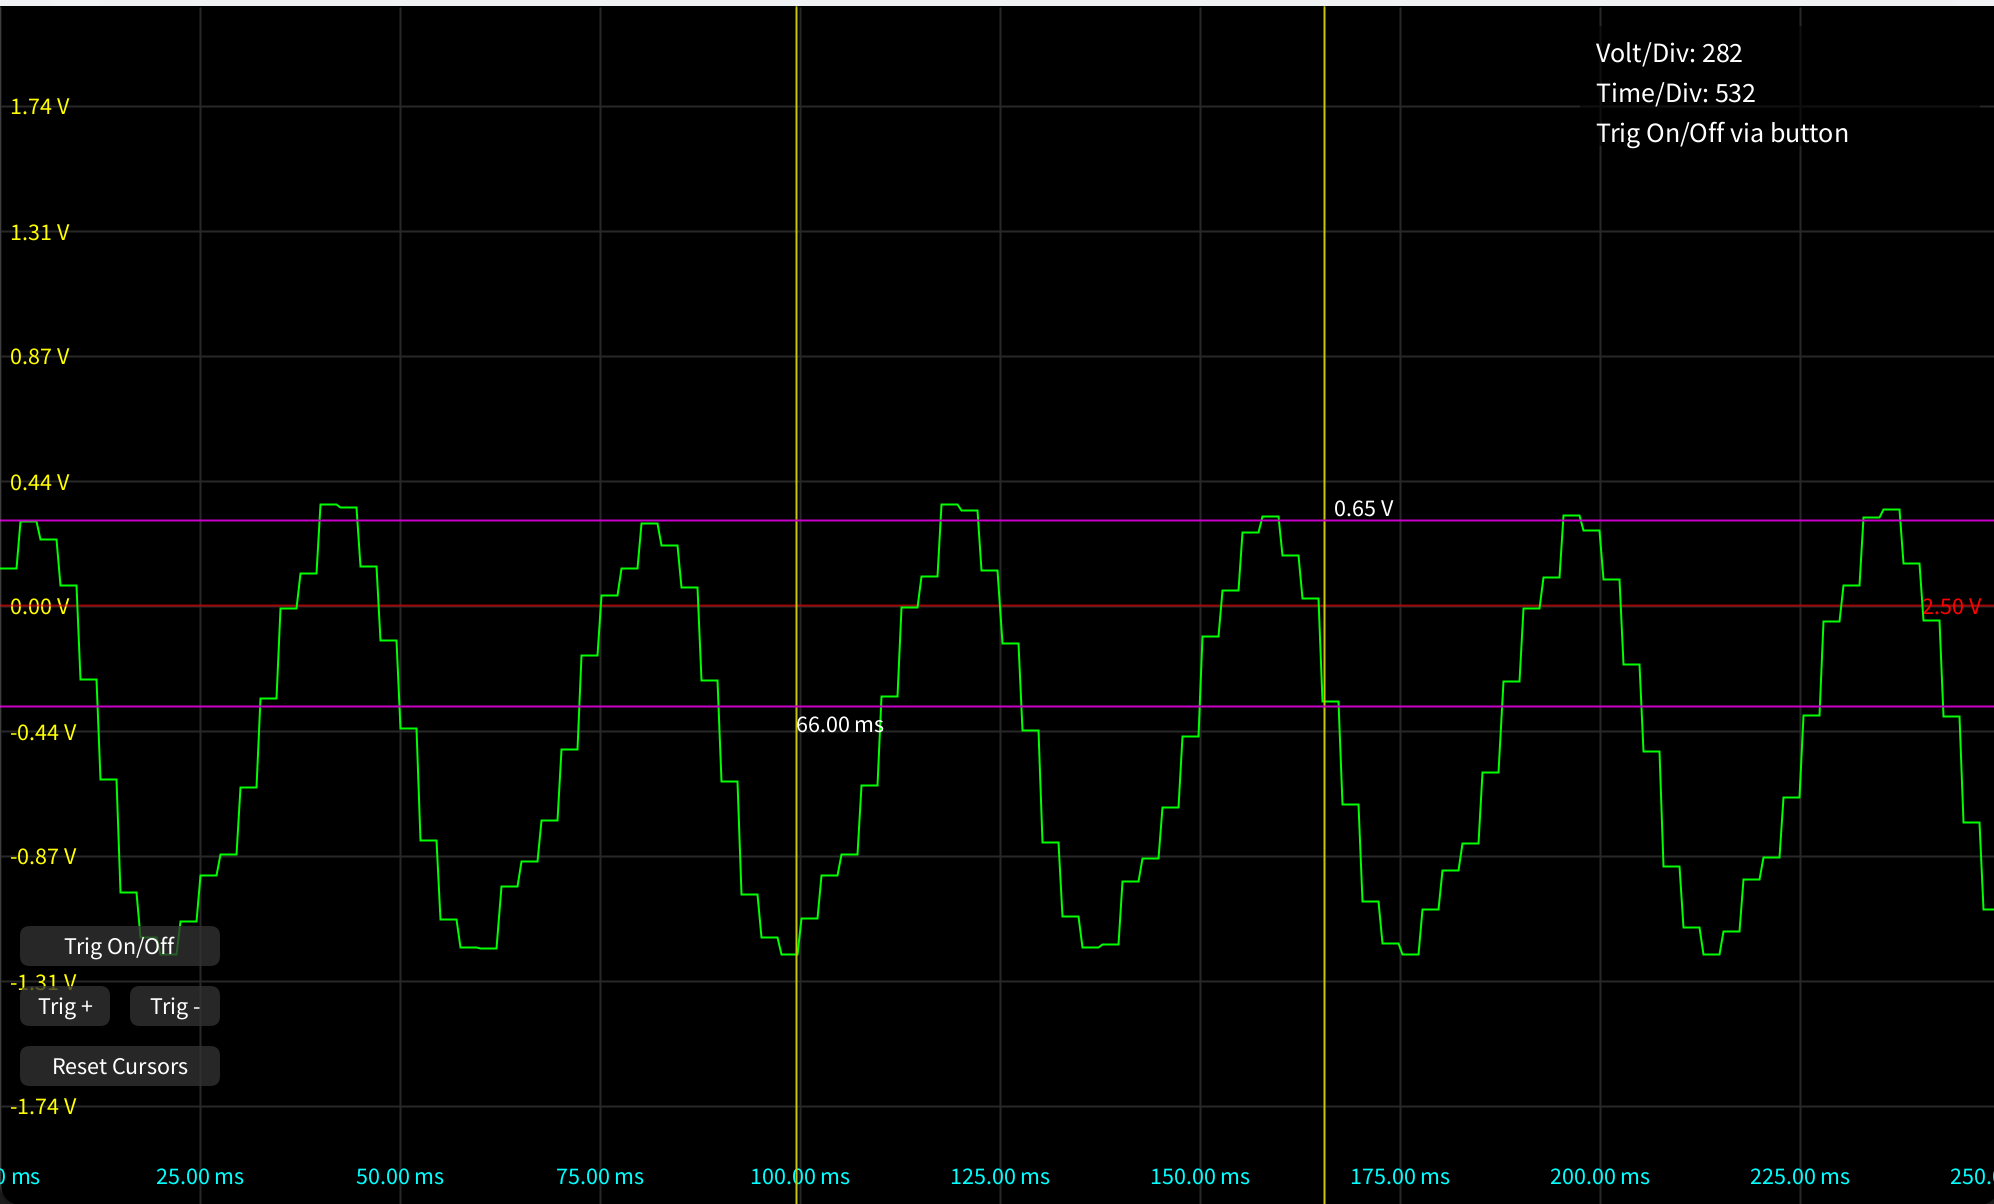 Volt/Div: 282
Time/Div: 532
Trig On/Off via button
1.74 V
1.31 V
0.87 V
0.44 V
0.65 V
0.00 V
2.50 V
-0.44 V
66.00 ms
-0.87 V
Trig On/Off
-1.31 V
Trig +
Trig -
Reset Cursors
-1.74 V
0 ms 25.00 ms 50.00 ms 75.00 ms 100.00 ms 125.00 ms 150.00 ms 175.00 ms 200.00 ms 225.00 ms 250.0